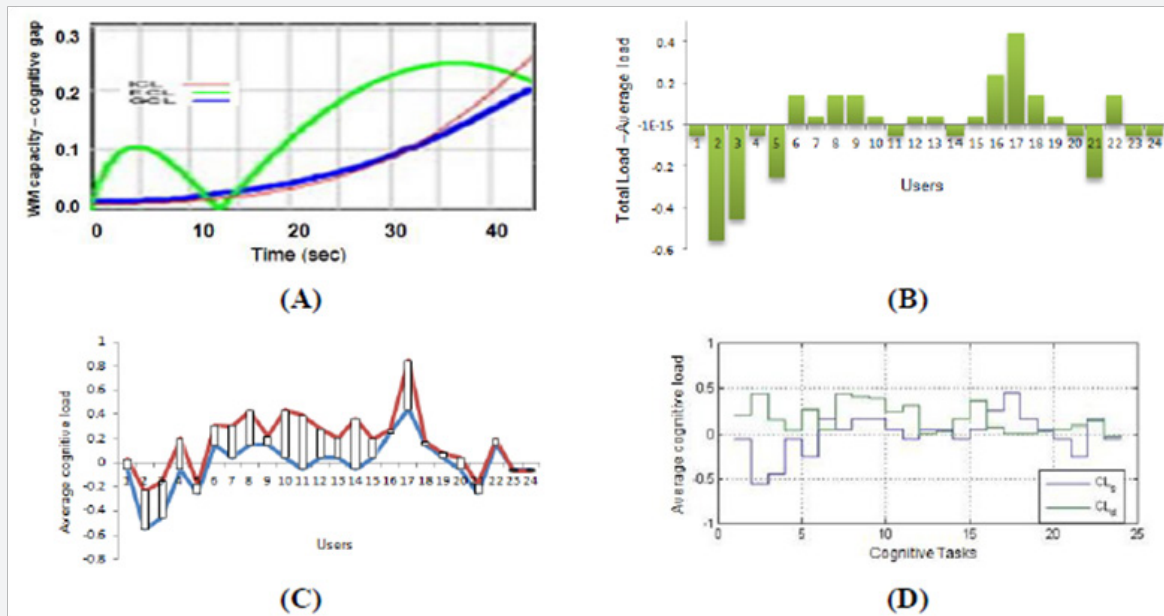 0.3
0.2
0.1
0.0
WM capacity – cognitive gap
0 10 20 30 40
Time (sec)
(A)
0.4
0.2
-1E-15
-0.2
-0.4
-0.6
Total Load –Average load
1 2 3 4 5 6 7 8 9 10 11 12 13 14 15 16 17 18 19 20 21 22 23 24
Users
(B)
1
0.8
0.6
0.4
0.2
0
-0.2
-0.4
-0.6
-0.8
Average cognitive load
2 4 5 6 7 8 9 10 11 12 13 14 15 16 17 18 19 20 21 22 23 24
Users
(C)
1
0.5
0
-0.5
-1
Average cognitive load
0 5 10 15 20 25
CLs
CLd
Cognitive Tasks
(D)